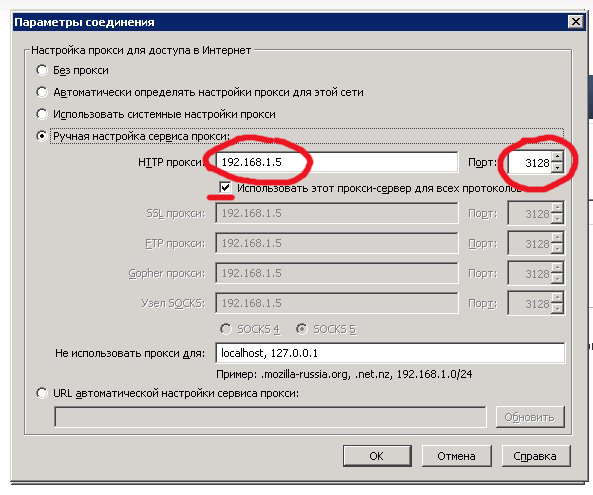 Параметры соединения
Настройка прокси для доступа в Интернет
Без прокси
Автоматически определять настройки прокси для этой сети
Использовать системные настройки прокси
Ручная настройка сервиса прокси:
HTTP прокси: 192.168.1.5 Порт: 3128
Использовать этот прокси-сервер для всех протоколов
SSL прокси: 192.168.1.5 Порт: 3128
FTP прокси: 192.168.1.5 Порт: 3128
Gopher прокси: 192.168.1.5 Порт: 3128
Узел SOCKS: 192.168.1.5 Порт: 3128
SOCKS 4 SOCKS 5
Не использовать прокси для: localhost, 127.0.0.1
Пример: .mozilla-russia.org, .net.nz, 192.168.1.0/24
URL автоматической настройки сервиса прокси:
Обновить
OK Отмена Справка